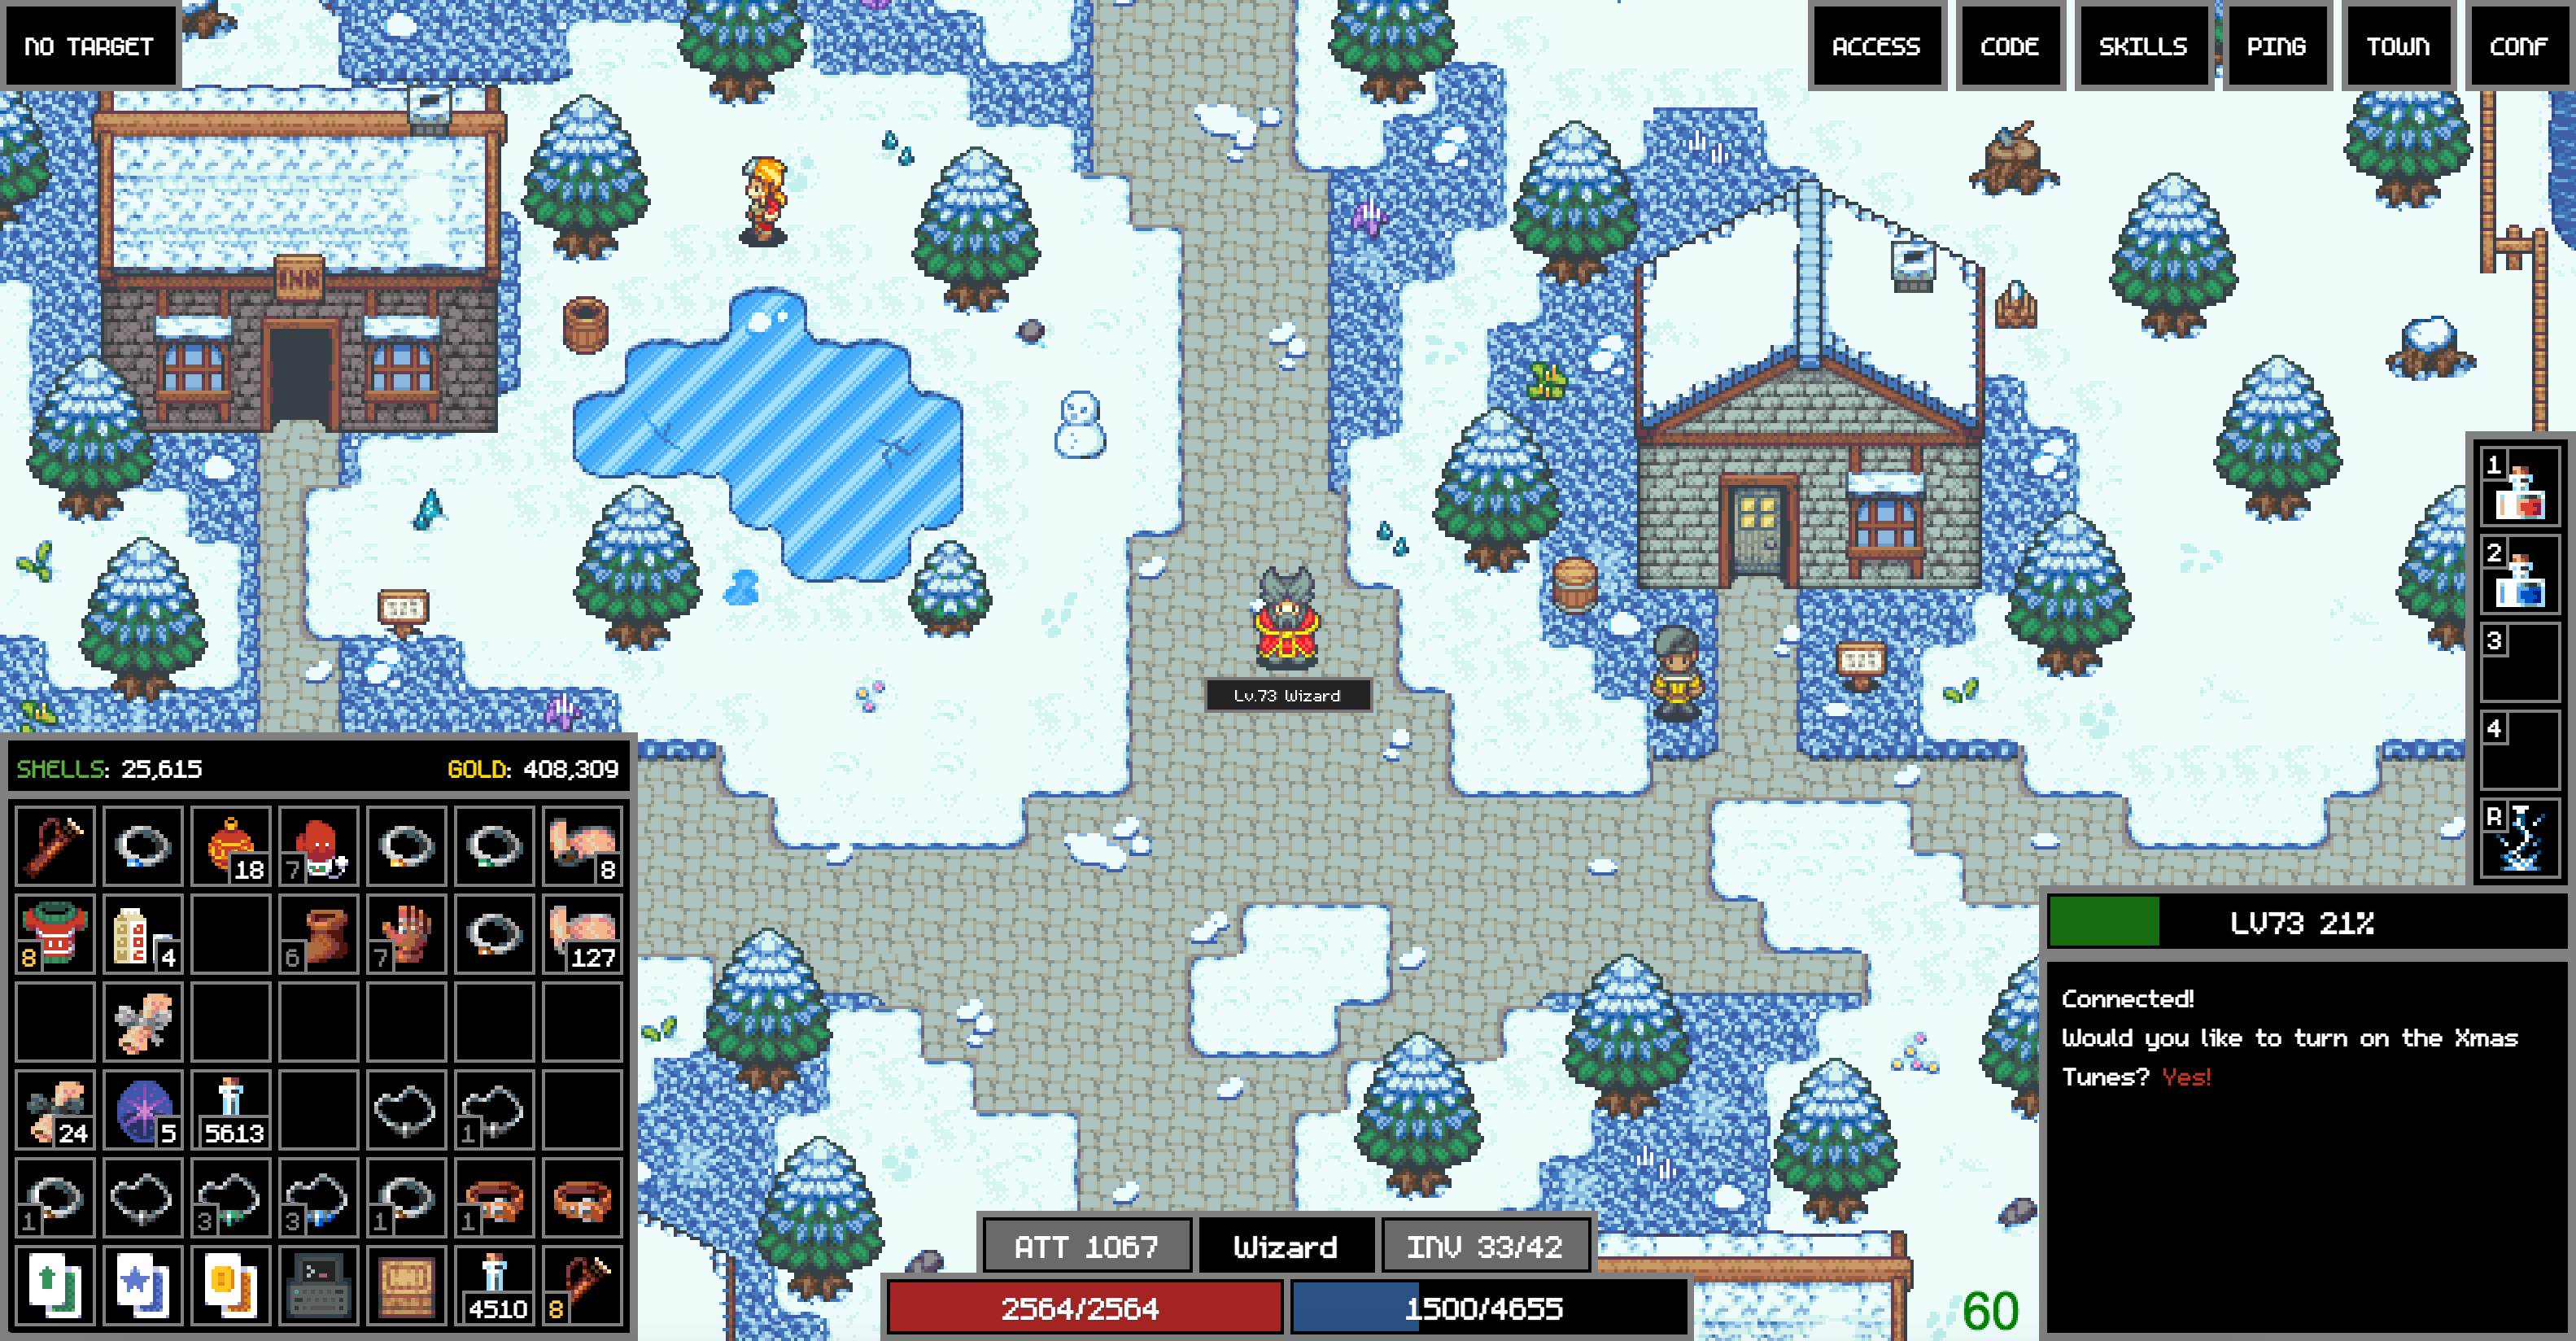 NO TARGET
ACCESS
CODE
SKILLS
PING
TOWN
CONF
INN
1
2
3
4
R
Lv.73 Wizard
SHELLS: 25,615
GOLD: 408,309
18
7
8
8
4
6
7
127
24
5
5613
1
1
3
3
1
1
4510
8
LV73 21%
Connected!
Would you like to turn on the Xmas
Tunes? Yes!
ATT 1067
Wizard
INV 33/42
2564/2564
1500/4655
60